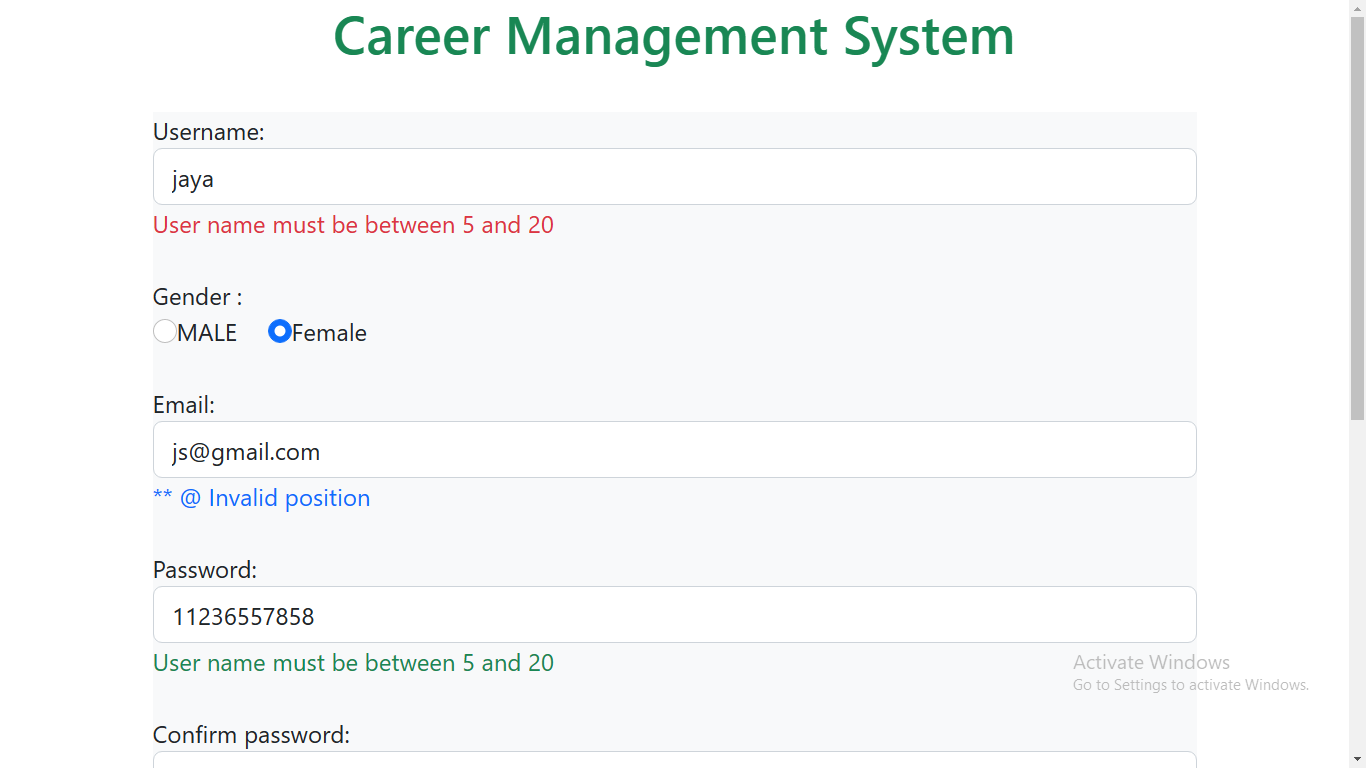 Career Management System
Username:
jaya
User name must be between 5 and 20
Gender :
MALE Female
Email:
js@gmail.com
** @ Invalid position
Password:
11236557858
User name must be between 5 and 20
Activate Windows
Go to Settings to activate Windows.
Confirm password: